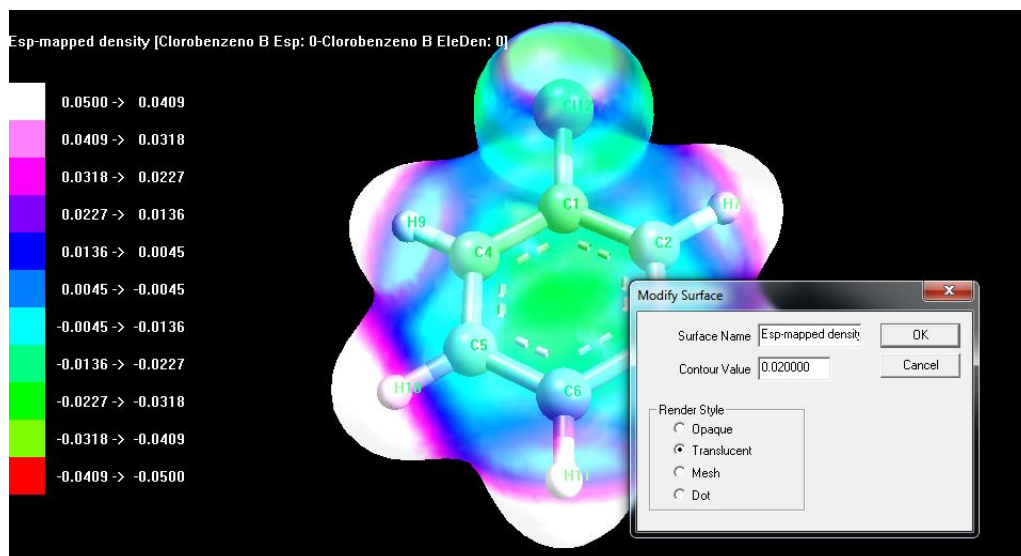 Esp-mapped density [Clorobenzeno B Esp: 0-Clorobenzeno B EleDen: 0]
0.0500 -> 0.0409
0.0409 -> 0.0318
0.0318 -> 0.0227
0.0227 -> 0.0136
0.0136 -> 0.0045
0.0045 -> -0.0045
-0.0045 -> -0.0136
-0.0136 -> -0.0227
-0.0227 -> -0.0318
-0.0318 -> -0.0409
-0.0409 -> -0.0500
Cl12
C1
H7
H9
C2
C4
C5
C6
H10
H11
Modify Surface
Surface Name Esp-mapped density
OK
Contour Value 0.020000
Cancel
Render Style
Opaque
Translucent
Mesh
Dot